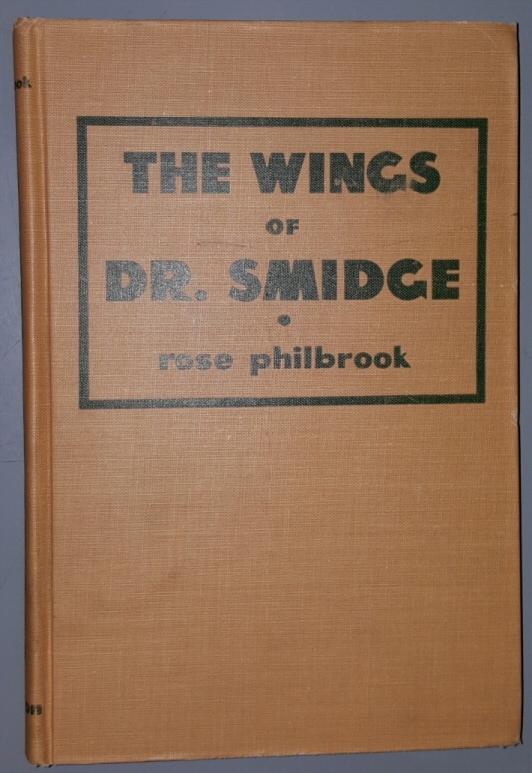 THE WINGS
OF
DR. SMIDGE
rose philbrook